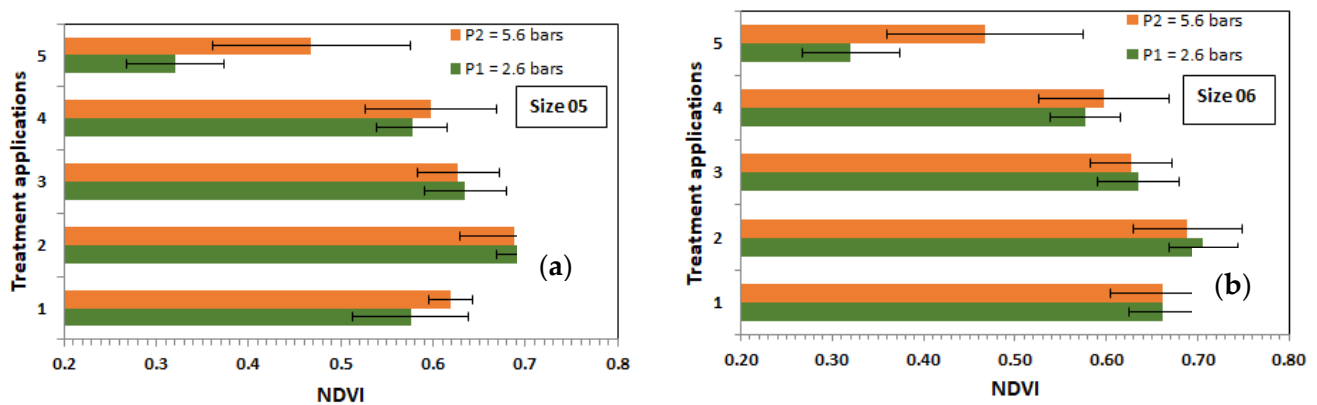 P2 = 5.6 bars
P1 = 2.6 bars
Size 05
Treatment applications
5
4
3
2
1
(a)
0.2 0.3 0.4 0.5 0.6 0.7 0.8
NDVI
P2 = 5.6 bars
P1 = 2.6 bars
Size 06
Treatment applications
5
4
3
2
1
(b)
0.20 0.30 0.40 0.50 0.60 0.70 0.80
NDVI